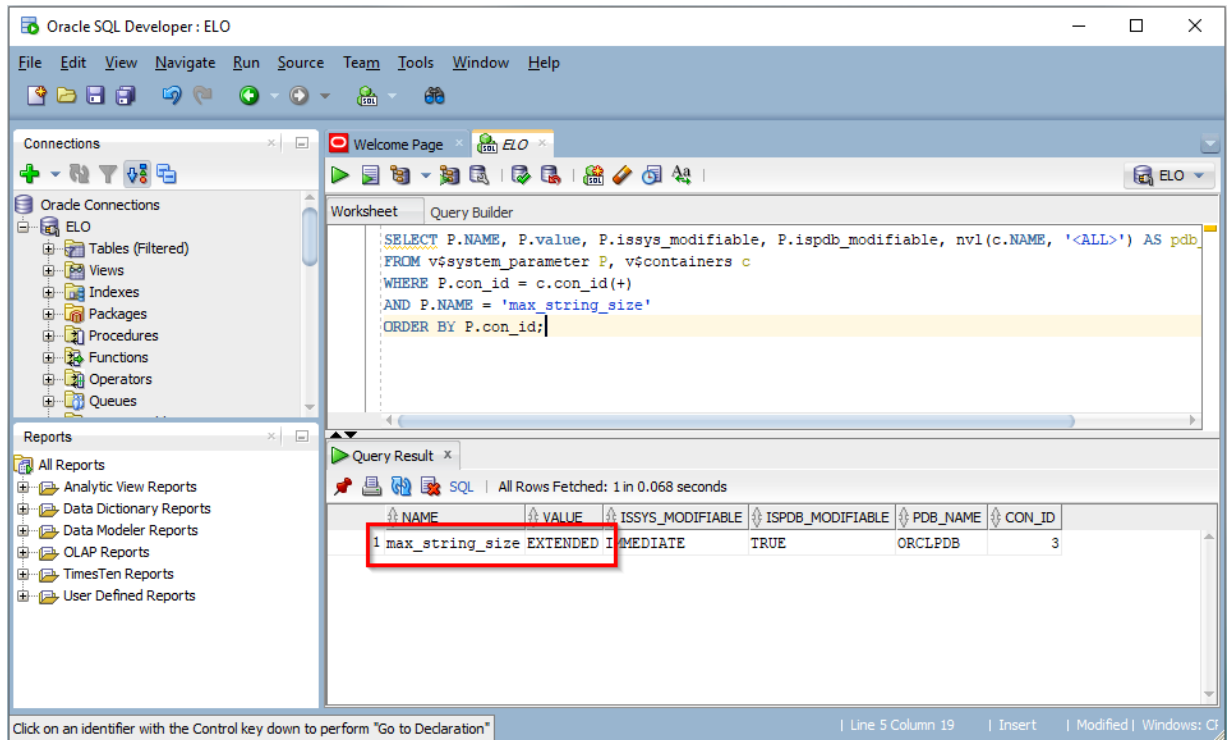 Oracle SQL Developer : ELO
File Edit View Navigate Run Source Team Tools Window Help
Connections
Oracle Connections
ELO
Tables (Filtered)
Views
Indexes
Packages
Procedures
Functions
Operators
Queues
Reports
All Reports
Analytic View Reports
Data Dictionary Reports
Data Modeler Reports
OLAP Reports
TimesTen Reports
User Defined Reports
Welcome Page
ELO
ELO
Worksheet Query Builder
SELECT P.NAME, P.value, P.issys_modifiable, P.ispdb_modifiable, nvl(c.NAME, '<ALL>') AS pdb_
FROM v$system_parameter P, v$containers c
WHERE P.con_id = c.con_id(+)
AND P.NAME = 'max_string_size'
ORDER BY P.con_id;
Query Result x
SQL | All Rows Fetched: 1 in 0.068 seconds
NAME VALUE ISSYS_MODIFIABLE ISPDB_MODIFIABLE PDB_NAME CON_ID
1 max_string_size EXTENDED IMMEDIATE TRUE ORCLPDB 3
Click on an identifier with the Control key down to perform "Go to Declaration"
| Line 5 Column 19 | Insert | Modified | Windows: